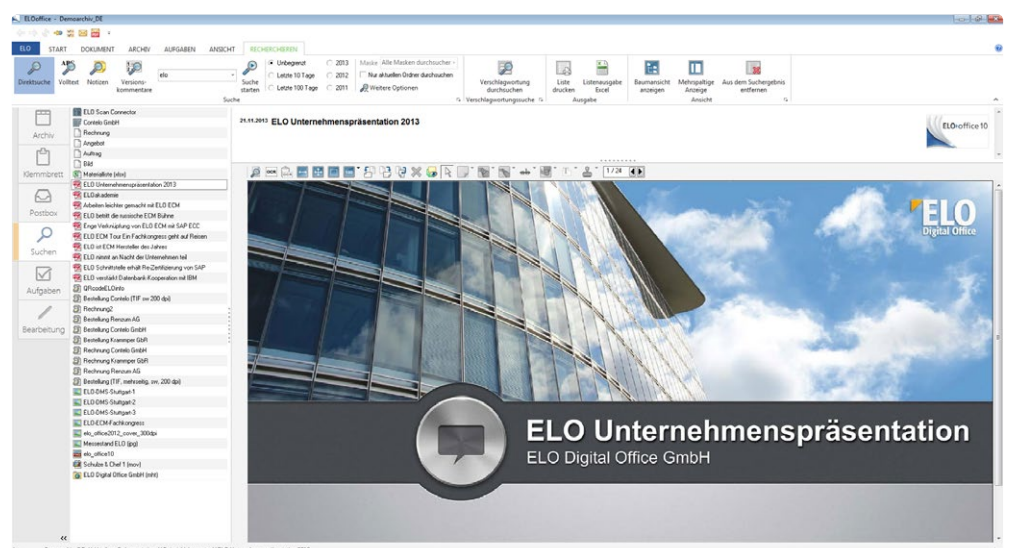 ELOoffice - Demoarchiv_DE
ELO START DOKUMENT ARCHIV AUFGABEN ANSICHT RECHERCHIEREN
Direktsuche Volltext Notizen Versions-kommentare
elo
Suche starten
Unbegrenzt 2013
Letzte 10 Tage 2012
Letzte 100 Tage 2011
Maske Alle Masken durchsuchen
Nur aktuellen Ordner durchsuchen
Weitere Optionen
Verschlagwortung durchsuchen
Liste drucken
Listenausgabe Excel
Baumansicht anzeigen
Mehrspaltige Anzeige
Aus dem Suchergebnis entfernen
Suche Verschlagwortungssuche Ausgabe Ansicht
Archiv
Klemmbrett
Postbox
Suchen
Aufgaben
Bearbeitung
ELO Scan Connector
Contelo GmbH
Rechnung
Angebot
Auftrag
Bild
Materialliste (xlsx)
ELO Unternehmenspräsentation 2013
ELOakademie
Arbeiten leichter gemacht mit ELO ECM
ELO betritt die russische ECM Bühne
Enge Verknüpfung von ELO ECM mit SAP ECC
ELO ECM Tour Ein Fachkongress geht auf Reisen
ELO ist ECM Hersteller des Jahres
ELO nimmt an Nacht der Unternehmen teil
ELO Schnittstelle erhält Re-Zertifizierung von SAP
ELO verstärkt Datenbank-Kooperation mit IBM
QRcodeELOinfo
Bestellung Contelo (TIF sw 200 dpi)
Rechnung2
Bestellung Renzum AG
Bestellung Contelo GmbH
Bestellung Krammper GbR
Rechnung Contelo GmbH
Rechnung Krammper GbR
Rechnung Renzum AG
Bestellung (TIF, mehrseitig, sw, 200 dpi)
ELO-DMS-Stuttgart-1
ELO-DMS-Stuttgart-2
ELO-DMS-Stuttgart-3
ELO-ECM-Fachkongress
elo_office2012_cover_300dpi
Messestand ELO (jpg)
elo_office10
Schulze & Chef 1 (mov)
ELO Digital Office GmbH (mht)
21.11.2013 ELO Unternehmenspräsentation 2013
ELOoffice 10
OCR
1 / 24
ELO
Digital Office
ELO Unternehmenspräsentation
ELO Digital Office GmbH